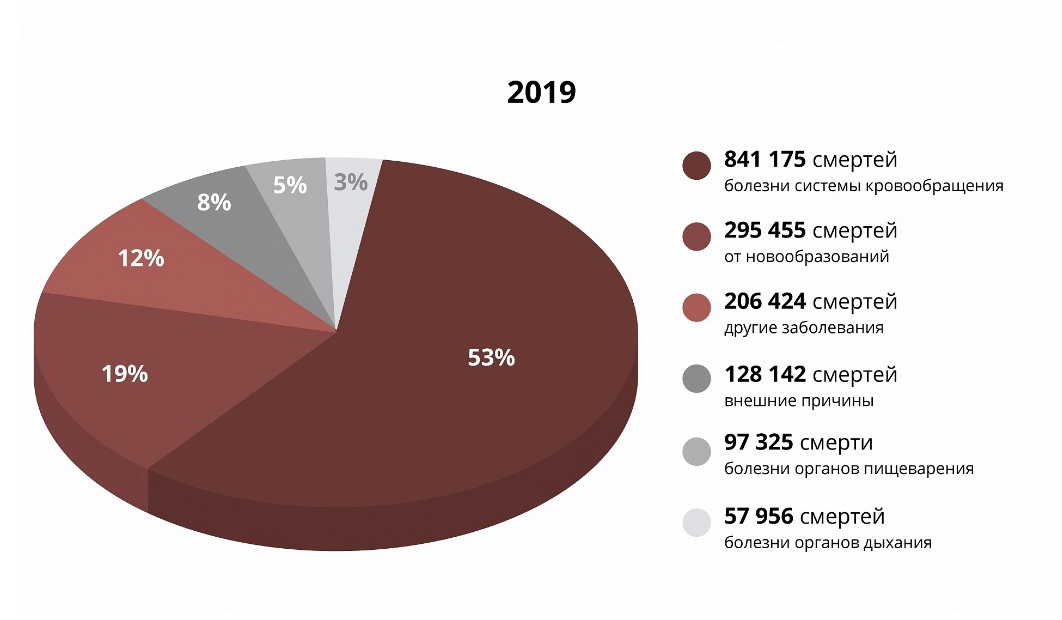 2019
3%
5%
8%
12%
19%
53%
841 175 смертей
болезни системы кровообращения
295 455 смертей
от новообразований
206 424 смертей
другие заболевания
128 142 смертей
внешние причины
97 325 смерти
болезни органов пищеварения
57 956 смертей
болезни органов дыхания